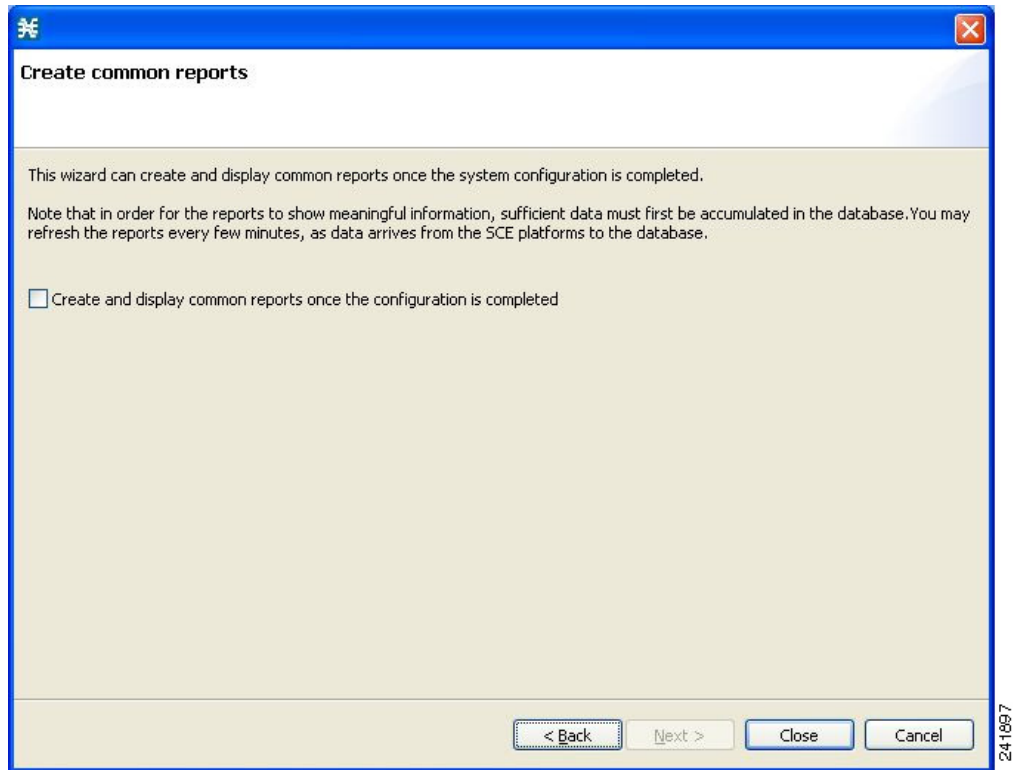 Create common reports
This wizard can create and display common reports once the system configuration is completed.
Note that in order for the reports to show meaningful information, sufficient data must first be accumulated in the database.You may
refresh the reports every few minutes, as data arrives from the SCE platforms to the database.
Create and display common reports once the configuration is completed
< Back
Next >
Close
Cancel
241897